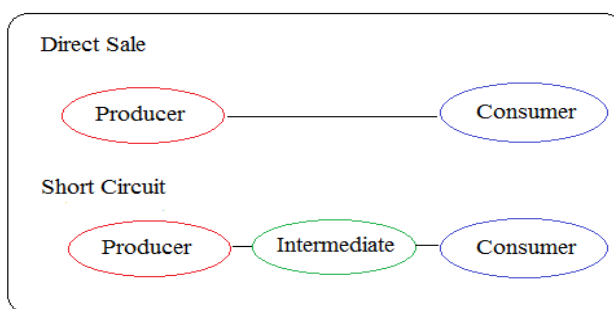 Direct Sale
Producer Consumer
Short Circuit
Producer Intermediate Consumer